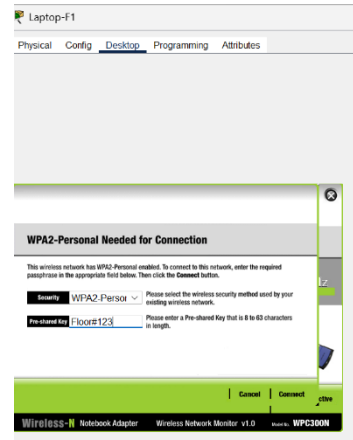 Laptop-F1
Physical Config Desktop Programming Attributes
WPA2-Personal Needed for Connection
This wireless network has WPA2-Personal enabled. To connect to this network, enter the required
passphrase in the appropriate field below. Then click the Connect button.
Security WPA2-Persor Please select the wireless security method used by your
existing wireless network.
Pre-shared Key Floor#123 Please enter a Pre-shared Key that is 8 to 63 characters
in length.
Cancel Connect
Wireless-N Notebook Adapter Wireless Network Monitor v1.0 Model No. WPC300N